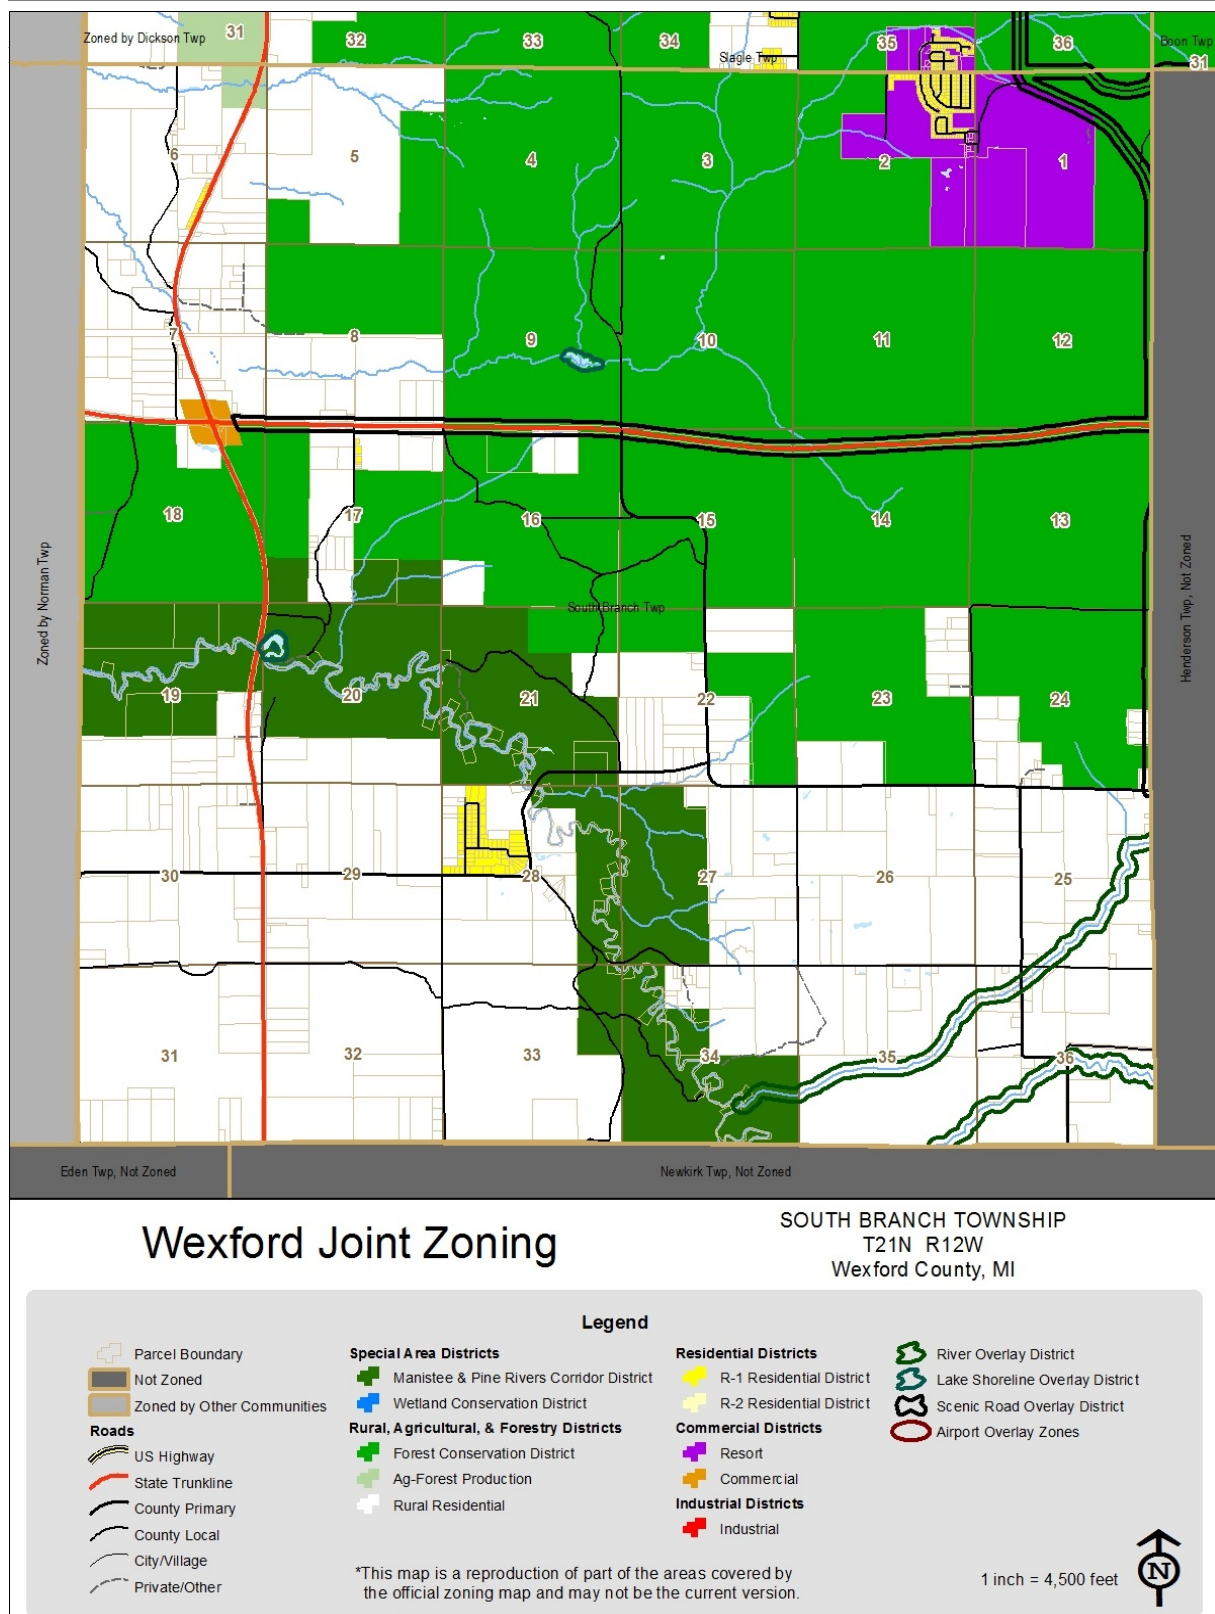 Zoned by Dickson Twp
31
32
33
34
Slagle Twp
35
36
Boon Twp
31
6
5
4
3
2
1
7
8
9
10
11
12
18
17
16
15
14
13
Zoned by Norman Twp
South Branch Twp
Henderson Twp, Not Zoned
19
20
21
22
23
24
30
29
28
27
26
25
31
32
33
34
35
36
Eden Twp, Not Zoned
Newkirk Twp, Not Zoned
Wexford Joint Zoning
SOUTH BRANCH TOWNSHIP
T21N R12W
Wexford County, MI
Legend
Parcel Boundary
Not Zoned
Zoned by Other Communities
Roads
US Highway
State Trunkline
County Primary
County Local
City/Village
Private/Other
Special Area Districts
Manistee & Pine Rivers Corridor District
Wetland Conservation District
Rural, Agricultural, & Forestry Districts
Forest Conservation District
Ag-Forest Production
Rural Residential
Residential Districts
R-1 Residential District
R-2 Residential District
Commercial Districts
Resort
Commercial
Industrial Districts
Industrial
River Overlay District
Lake Shoreline Overlay District
Scenic Road Overlay District
Airport Overlay Zones
*This map is a reproduction of part of the areas covered by
the official zoning map and may not be the current version.
1 inch = 4,500 feet
N